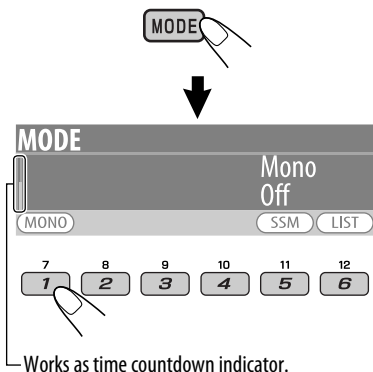 MODE
MODE
Mono
Off
MONO SSM LIST
7 8 9 10 11 12
1 2 3 4 5 6
Works as time countdown indicator.